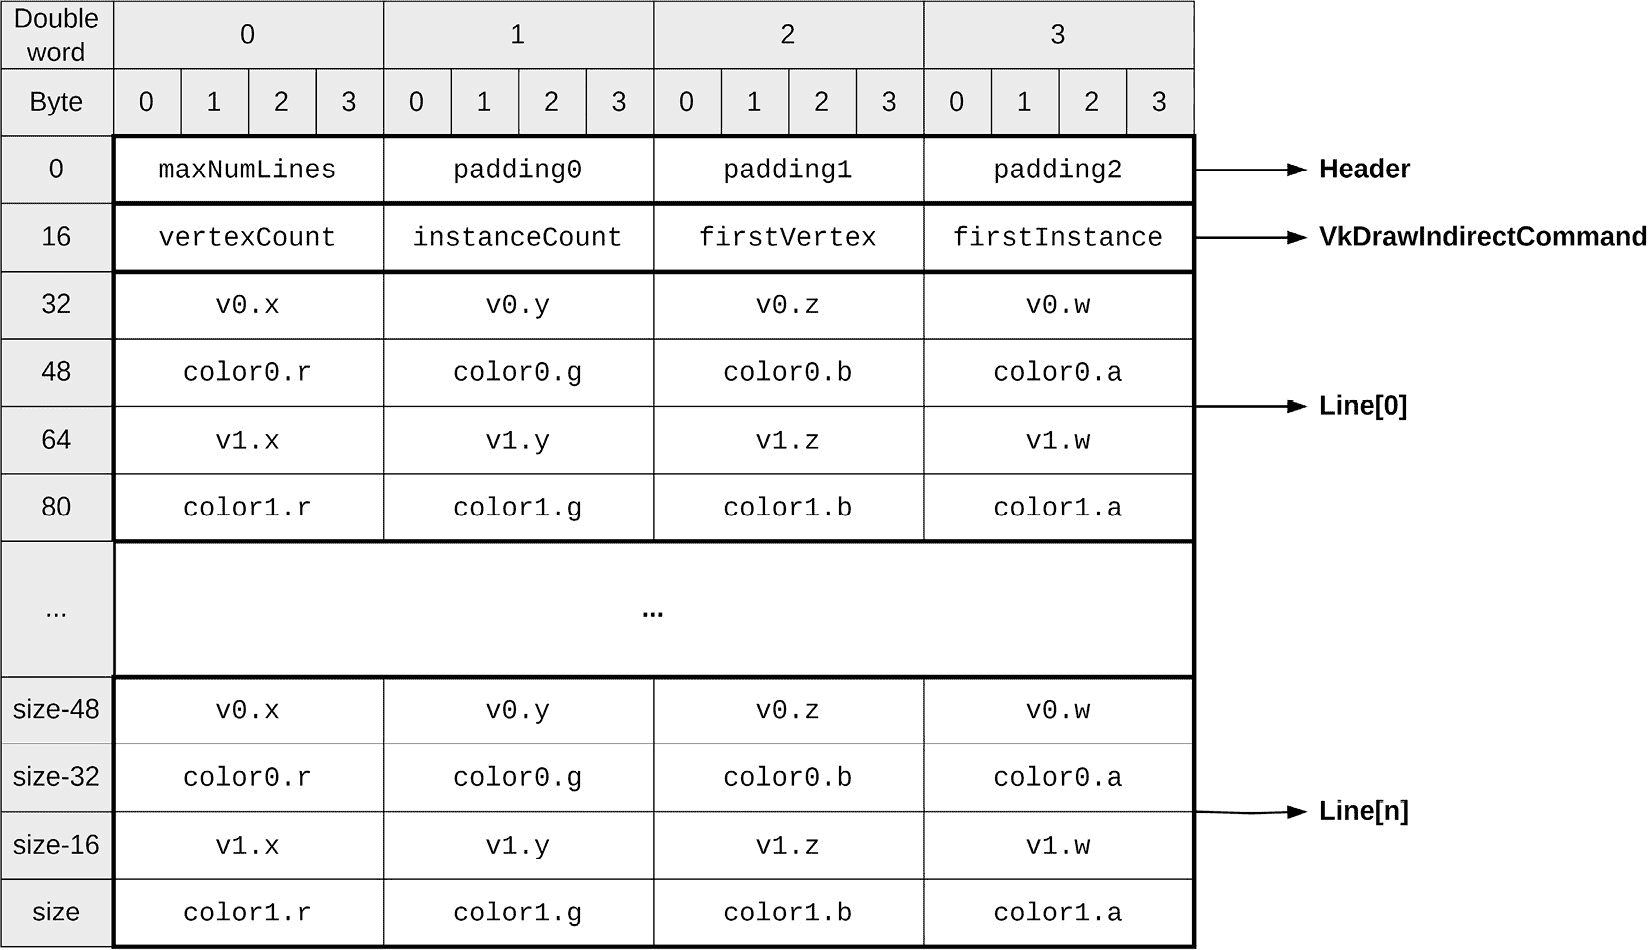 Double word 0 1 2 3
Byte 0 1 2 3 0 1 2 3 0 1 2 3 0 1 2 3
0 maxNumLines padding0 padding1 padding2 Header
16 vertexCount instanceCount firstVertex firstInstance VkDrawIndirectCommand
32 v0.x v0.y v0.z v0.w
48 color0.r color0.g color0.b color0.a
Line[0]
64 v1.x v1.y v1.z v1.w
80 color1.r color1.g color1.b color1.a
... ...
size-48 v0.x v0.y v0.z v0.w
size-32 color0.r color0.g color0.b color0.a
Line[n]
size-16 v1.x v1.y v1.z v1.w
size color1.r color1.g color1.b color1.a